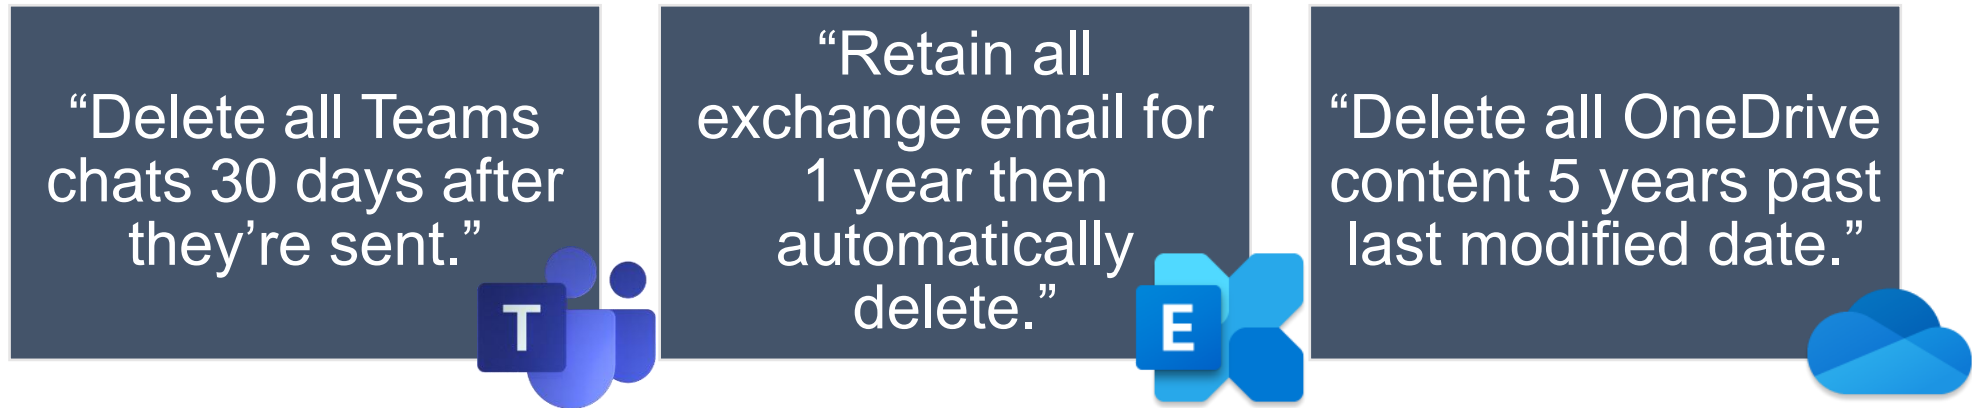 “Delete all Teams
chats 30 days after
they’re sent.”
T
“Retain all
exchange email for
1 year then
automatically
delete.”
E
“Delete all OneDrive
content 5 years past
last modified date.”